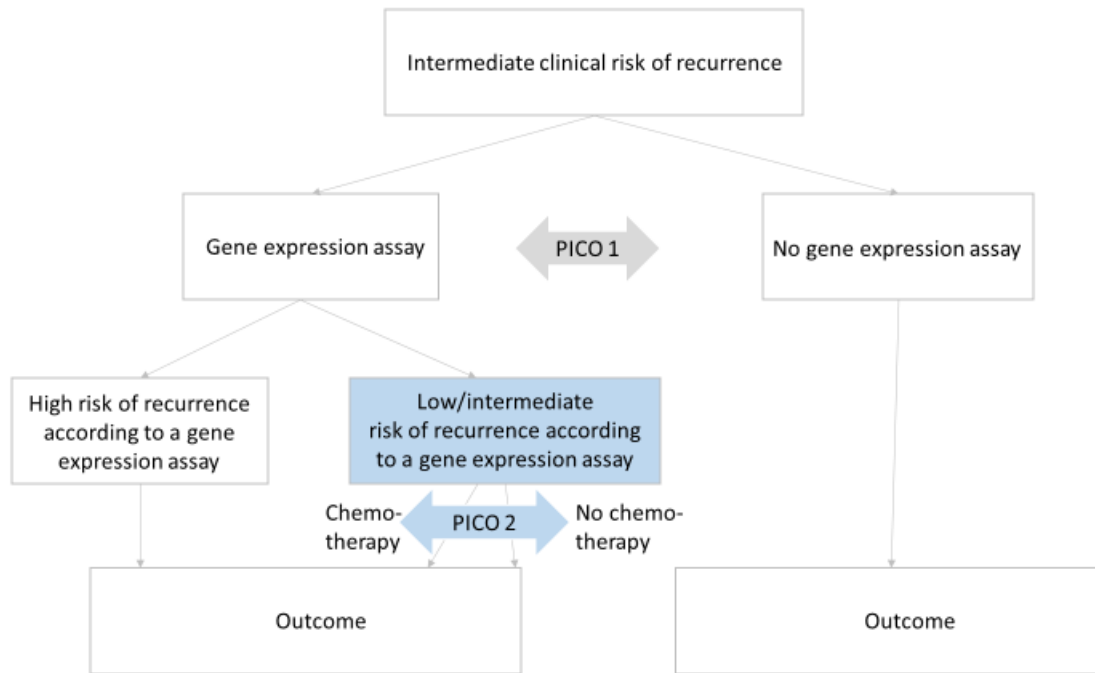 Intermediate clinical risk of recurrence
Gene expression assay
PICO 1
No gene expression assay
High risk of recurrence
according to a gene
expression assay
Low/intermediate
risk of recurrence according
to a gene expression assay
Chemo-
therapy
PICO 2
No chemo-
therapy
Outcome
Outcome